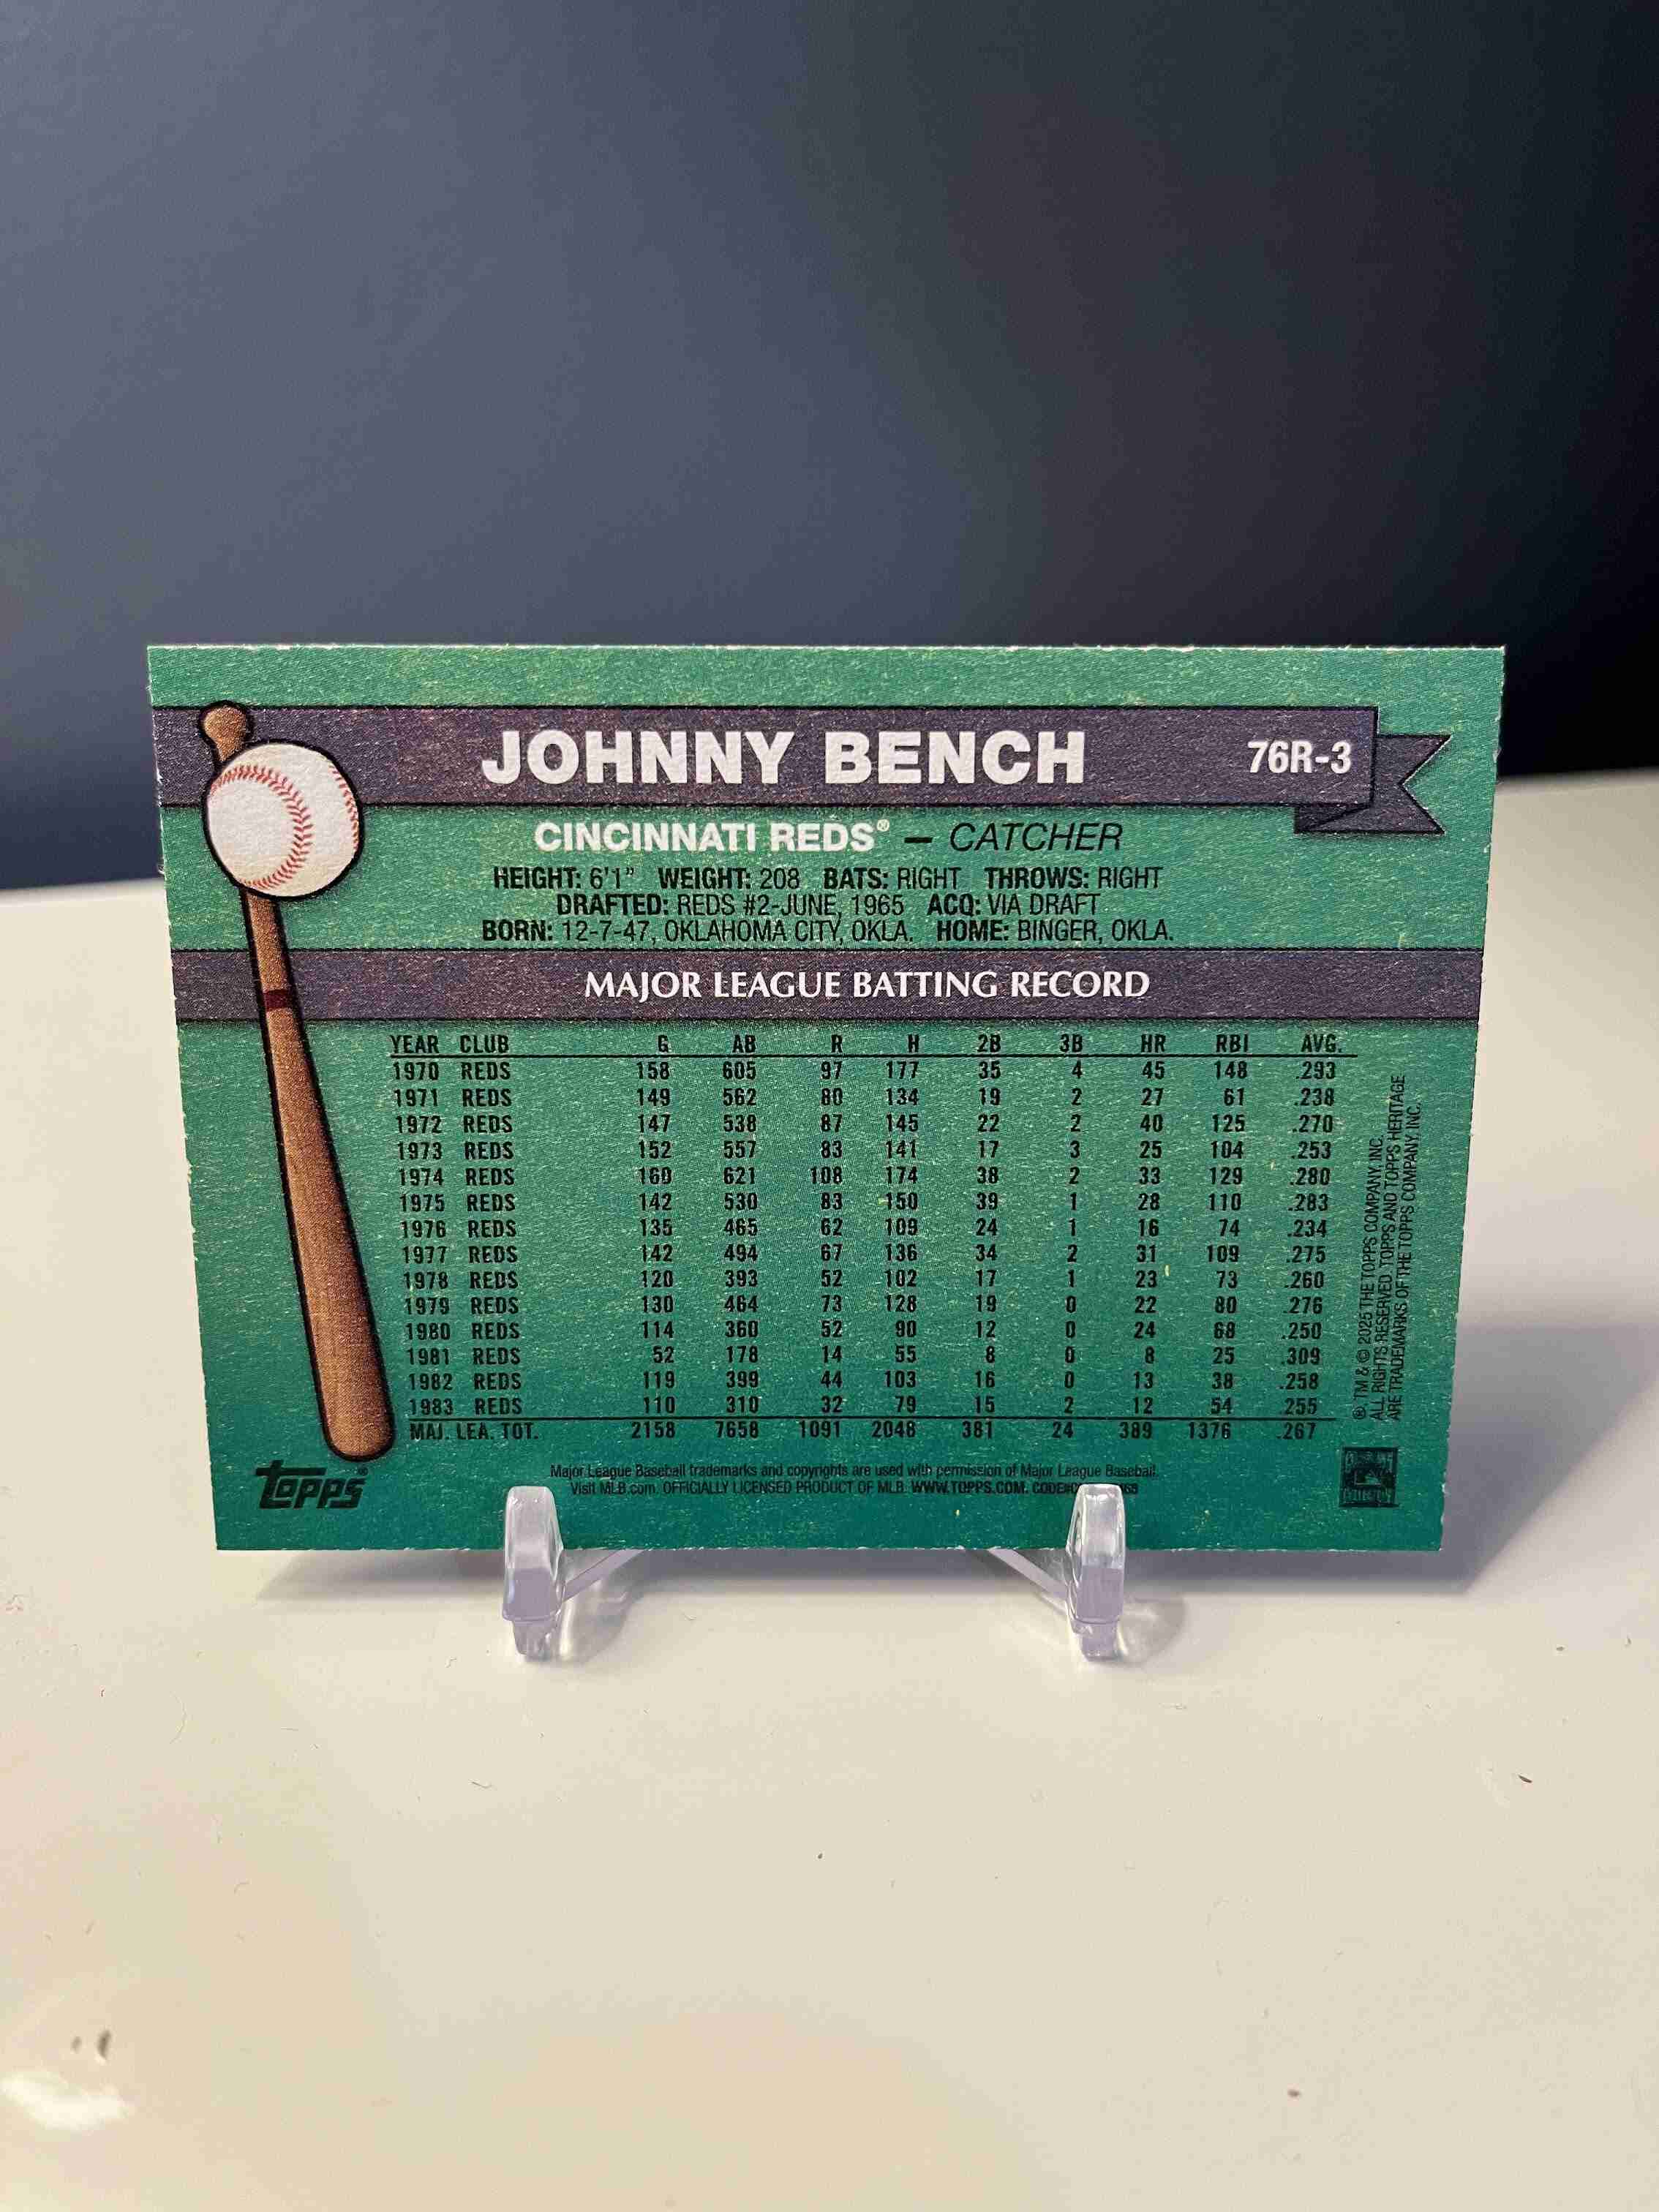 JOHNNY BENCH 76R-3
CINCINNATI REDS® — CATCHER
HEIGHT: 6'1" WEIGHT: 208 BATS: RIGHT THROWS: RIGHT
DRAFTED: REDS #2-JUNE, 1965 ACQ: VIA DRAFT
BORN: 12-7-47, OKLAHOMA CITY, OKLA. HOME: BINGER, OKLA.
MAJOR LEAGUE BATTING RECORD
YEAR CLUB G AB R H 2B 3B HR RBI AVG.
1970 REDS 158 605 97 177 35 4 45 148 .293
1971 REDS 149 562 80 134 19 2 27 61 .238
1972 REDS 147 538 87 145 22 2 40 125 .270
1973 REDS 152 557 83 141 17 3 25 104 .253
1974 REDS 160 621 108 174 38 2 33 129 .280
1975 REDS 142 530 83 150 39 1 28 110 .283
1976 REDS 135 465 62 109 24 1 16 74 .234
1977 REDS 142 494 67 136 34 2 31 109 .275
1978 REDS 120 393 52 102 17 1 23 73 .260
1979 REDS 130 464 73 128 19 0 22 80 .276
1980 REDS 114 360 52 90 12 0 24 68 .250
1981 REDS 52 178 14 55 8 0 8 25 .309
1982 REDS 119 399 44 103 16 0 13 38 .258
1983 REDS 110 310 32 79 15 2 12 54 .255
MAJ. LEA. TOT. 2158 7658 1091 2048 381 24 389 1376 .267
®, TM & © 2025 THE TOPPS COMPANY, INC.
ALL RIGHTS RESERVED. TOPPS AND TOPPS HERITAGE
ARE TRADEMARKS OF THE TOPPS COMPANY, INC.
topps®
Major League Baseball trademarks and copyrights are used with permission of Major League Baseball.
Visit MLB.com. OFFICIALLY LICENSED PRODUCT OF MLB. WWW.TOPPS.COM. CODE#